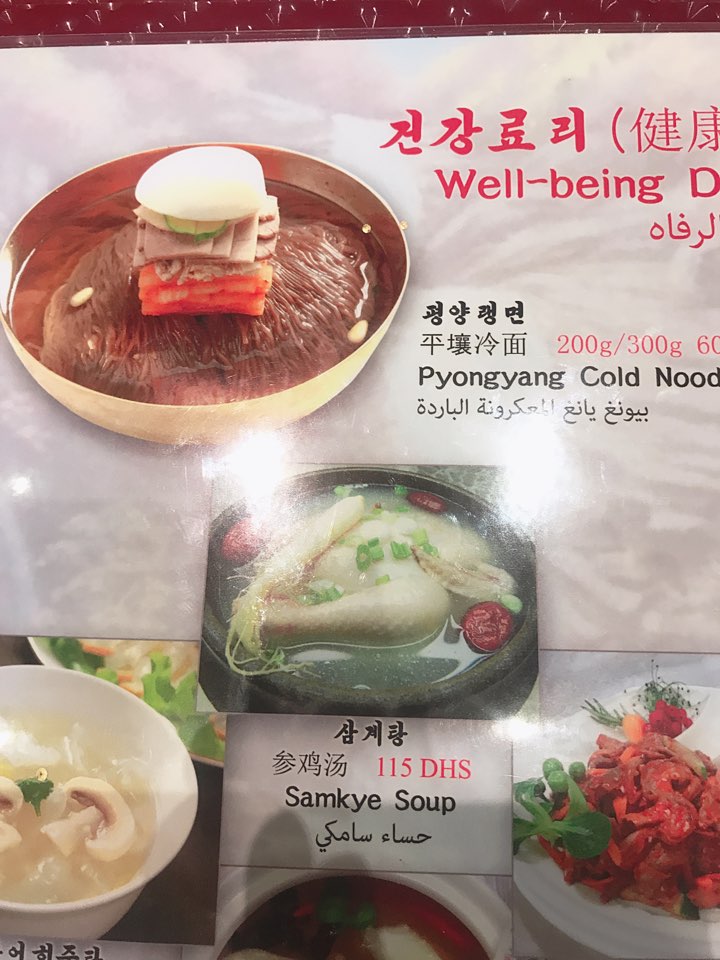 건강료리 (健康
Well-being D
الرفاه
평양랭면
平壤冷面 200g/300g 60
Pyongyang Cold Nood
بيونغ يانغ المعكرونة الباردة
삼계탕
参鸡汤 115 DHS
Samkye Soup
حساء سامكي